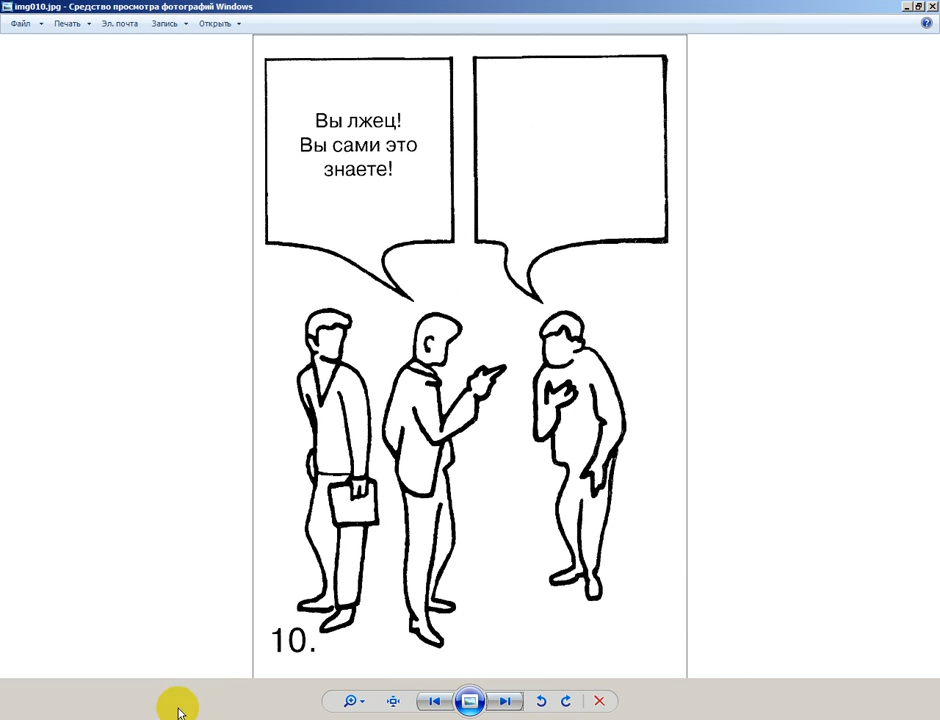 img010.jpg - Средство просмотра фотографий Windows
Файл Печать Эл. почта Запись Открыть
Вы лжец!
Вы сами это
знаете!
10.